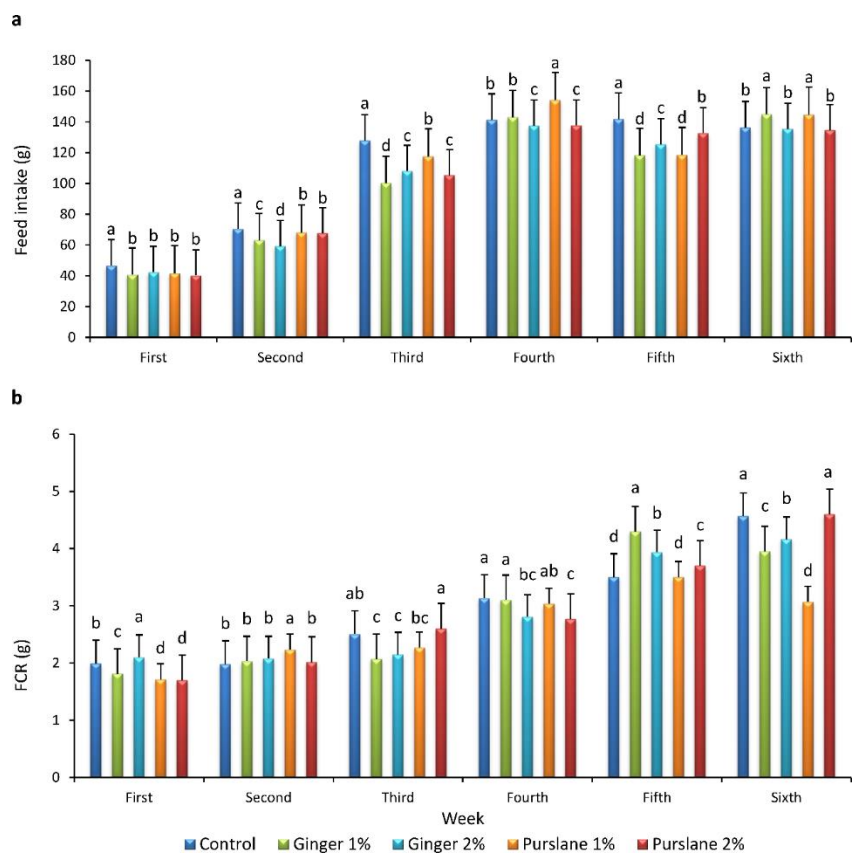 a
Feed intake (g)
180
160
140
120
100
80
60
40
20
0
a b b b b
a c d b b
a d c b c
b b c a c
a d c d b
b a b a b
First Second Third Fourth Fifth Sixth
b
FCR (g)
6
5
4
3
2
1
0
b c a d d
b b b a b
ab c c bc a
a a bc ab c
d a b d c
a c b d a
First Second Third Fourth Fifth Sixth
Week
Control Ginger 1% Ginger 2% Purslane 1% Purslane 2%